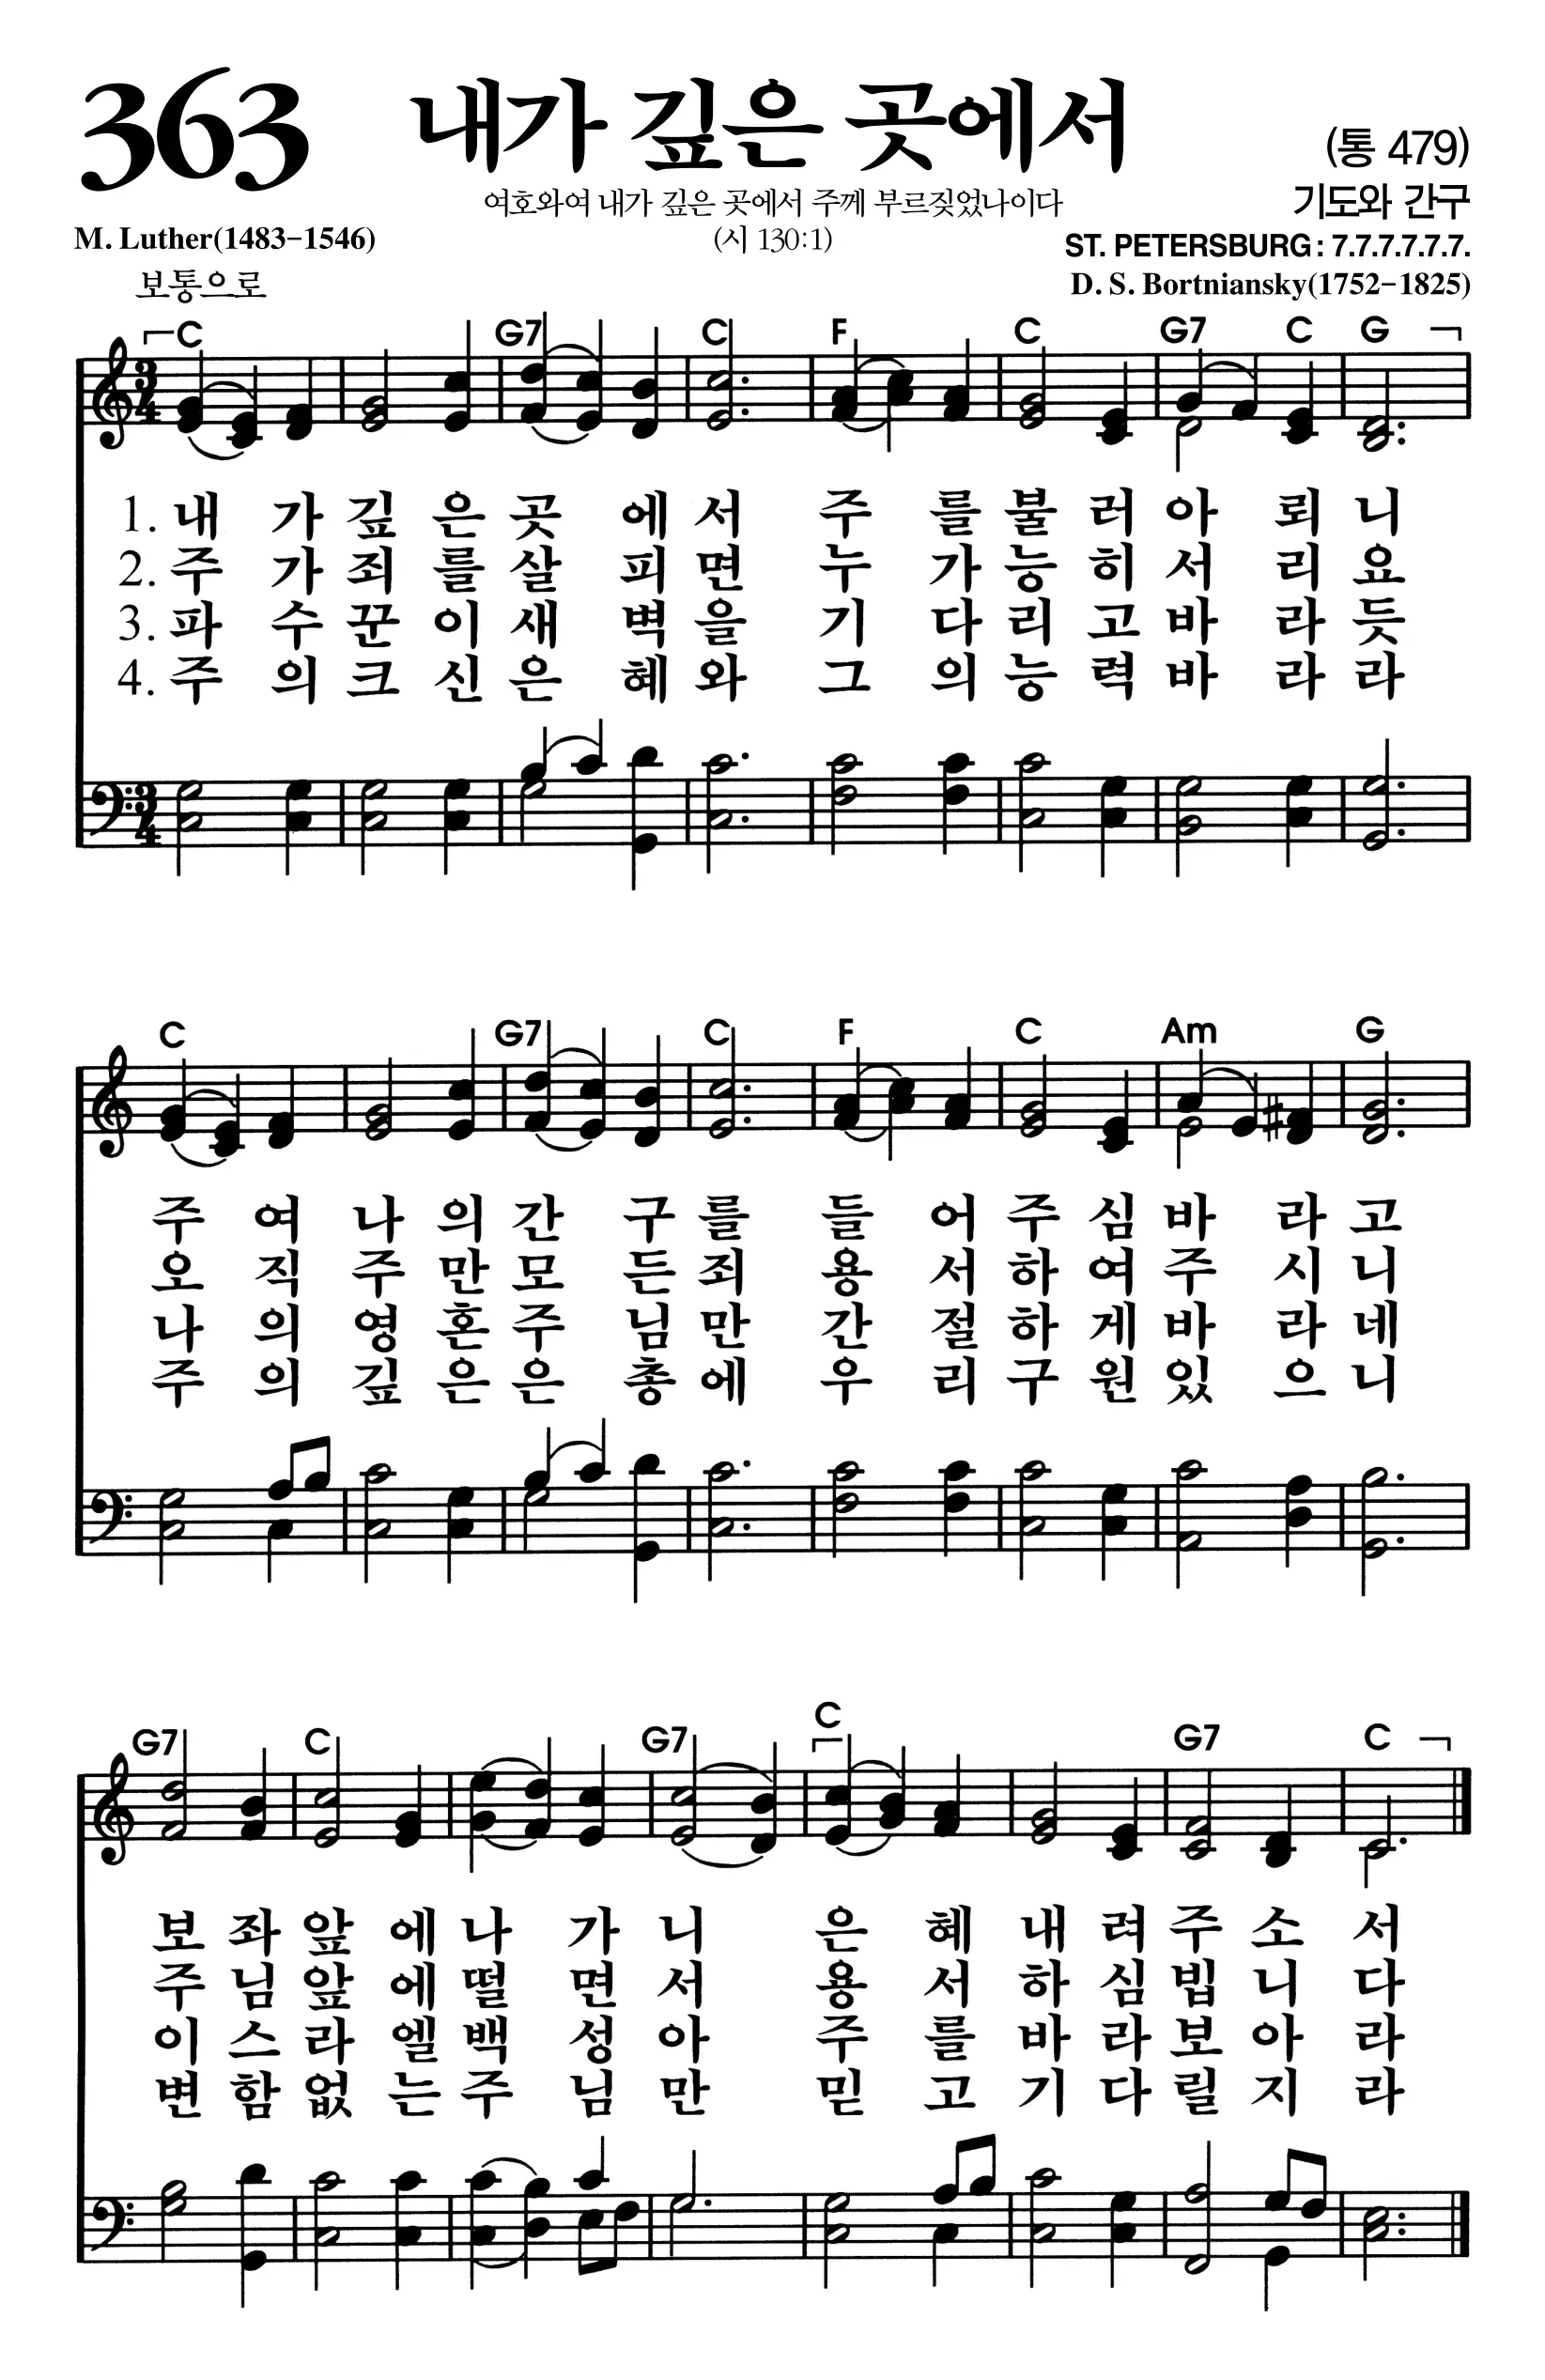 363 내가 깊은 곳에서 (통 479)
여호와여 내가 깊은 곳에서 주께 부르짖었나이다 기도와 간구
M. Luther(1483-1546) (시 130:1) ST. PETERSBURG : 7.7.7.7.7.7.
보통으로 D. S. Bortniansky(1752-1825)
C G7 C F C G7 C G
3/4
1. 내 가 깊 은 곳 에 서 주 를 불 러 아 뢰 니
2. 주 가 죄 를 살 피 면 누 가 능 히 서 리 요
3. 파 수 꾼 이 새 벽 을 기 다 리 고 바 라 듯
4. 주 의 크 신 은 혜 와 그 의 능 력 바 라 라
3/4
C G7 C F C Am G
주 여 나 의 간 구 를 들 어 주 심 바 라 고
오 직 주 만 모 든 죄 용 서 하 여 주 시 니
나 의 영 혼 주 님 만 간 절 하 게 바 라 네
주 의 깊 은 은 총 에 우 리 구 원 있 으 니
G7 C G7 C G7 C
보 좌 앞 에 나 가 니 은 혜 내 려 주 소 서
주 님 앞 에 떨 면 서 용 서 하 심 빕 니 다
이 스 라 엘 백 성 아 주 를 바 라 보 아 라
변 함 없 는 주 님 만 믿 고 기 다 릴 지 라